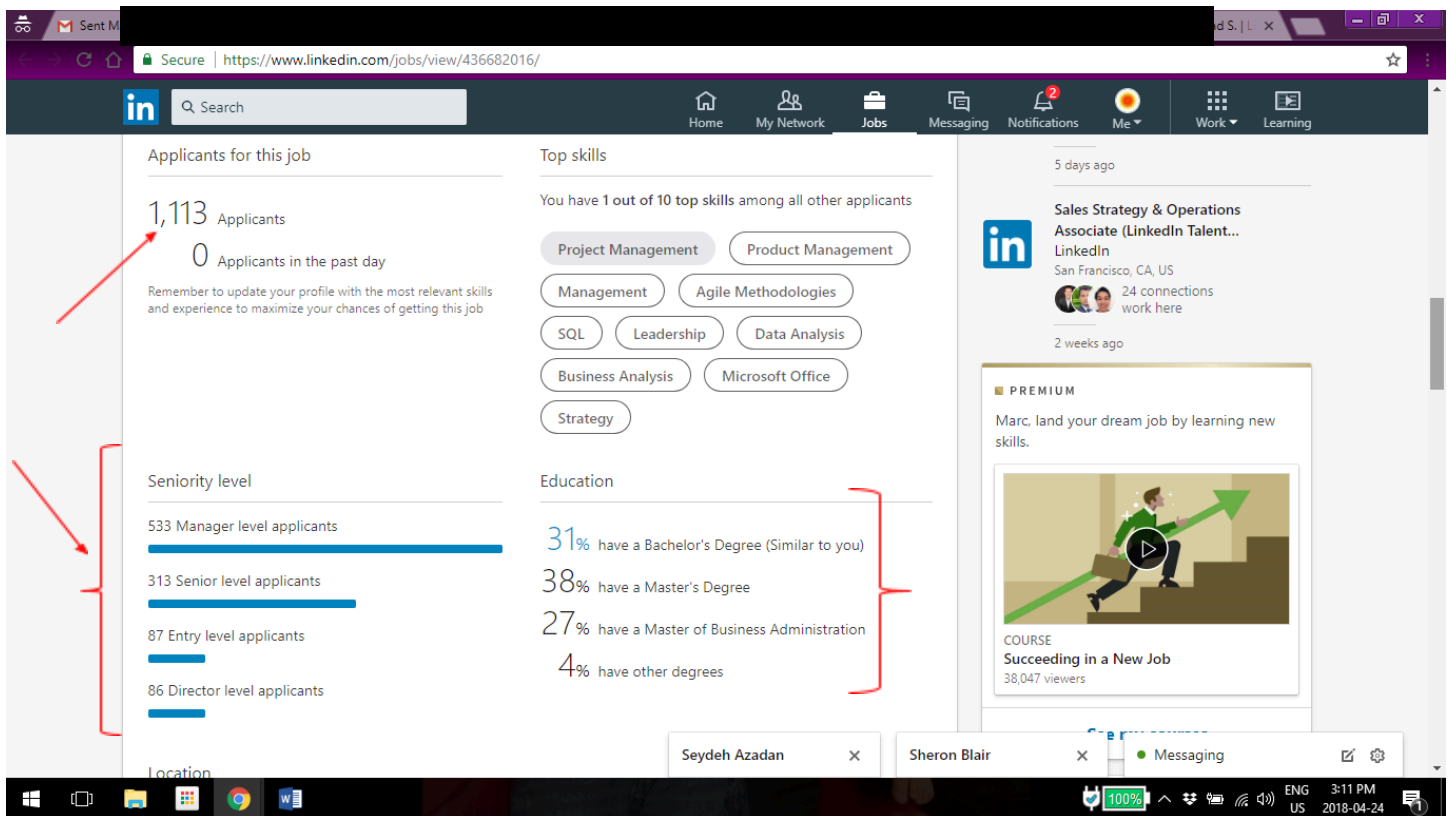 Sent M
ad S. | L
Secure | https://www.linkedin.com/jobs/view/436682016/
in Search
Home My Network Jobs Messaging 2 Notifications Me Work Learning
Applicants for this job
1,113 Applicants
0 Applicants in the past day
Remember to update your profile with the most relevant skills
and experience to maximize your chances of getting this job
Top skills
You have 1 out of 10 top skills among all other applicants
Project Management Product Management
Management Agile Methodologies
SQL Leadership Data Analysis
Business Analysis Microsoft Office
Strategy
Seniority level
533 Manager level applicants
313 Senior level applicants
87 Entry level applicants
86 Director level applicants
Education
31% have a Bachelor's Degree (Similar to you)
38% have a Master's Degree
27% have a Master of Business Administration
4% have other degrees
Location
5 days ago
in
Sales Strategy & Operations
Associate (LinkedIn Talent...
LinkedIn
San Francisco, CA, US
24 connections
work here
2 weeks ago
PREMIUM
Marc, land your dream job by learning new
skills.
COURSE
Succeeding in a New Job
38,047 viewers
Seydeh Azadan
Sheron Blair
Messaging
100% ENG 3:11 PM
US 2018-04-24 1